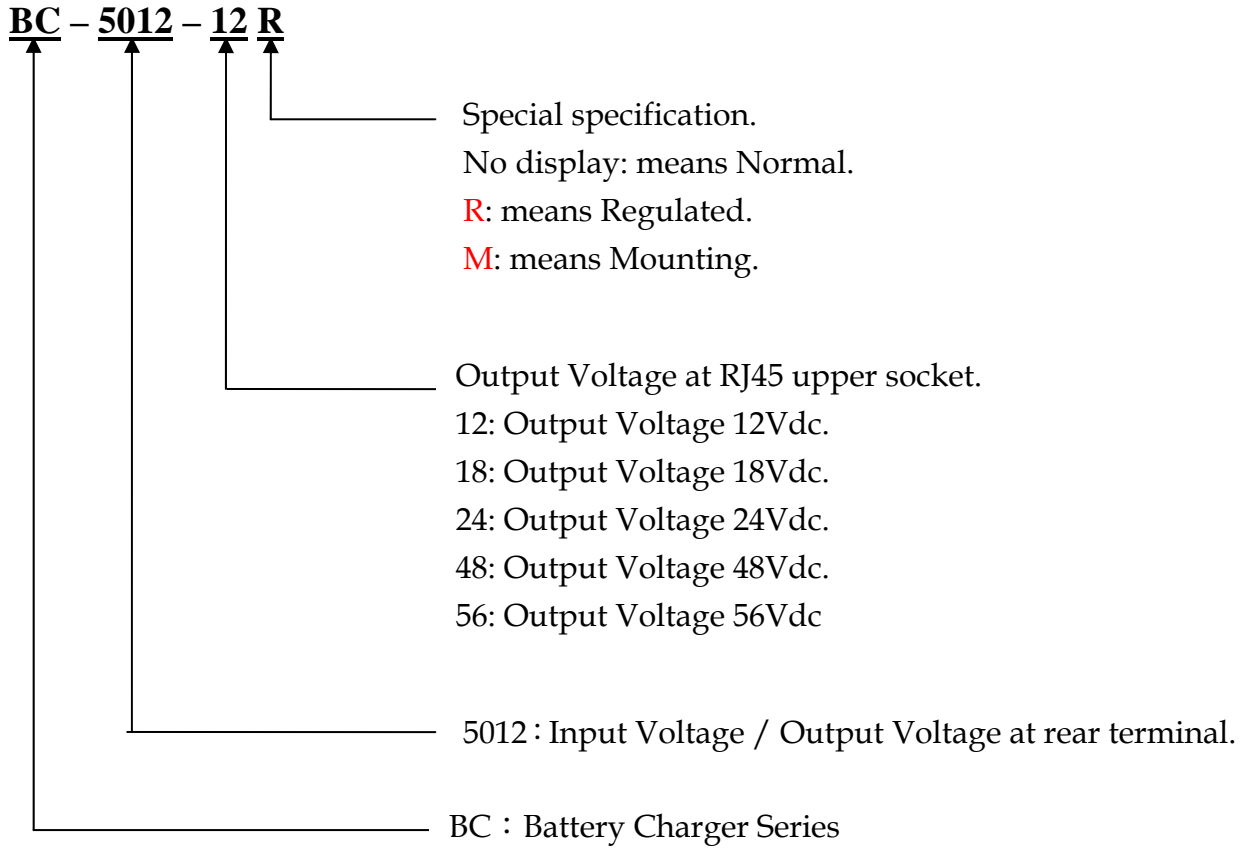 BC – 5012 – 12 R
Special specification.
No display: means Normal.
R: means Regulated.
M: means Mounting.
Output Voltage at RJ45 upper socket.
12: Output Voltage 12Vdc.
18: Output Voltage 18Vdc.
24: Output Voltage 24Vdc.
48: Output Voltage 48Vdc.
56: Output Voltage 56Vdc
5012：Input Voltage / Output Voltage at rear terminal.
BC：Battery Charger Series